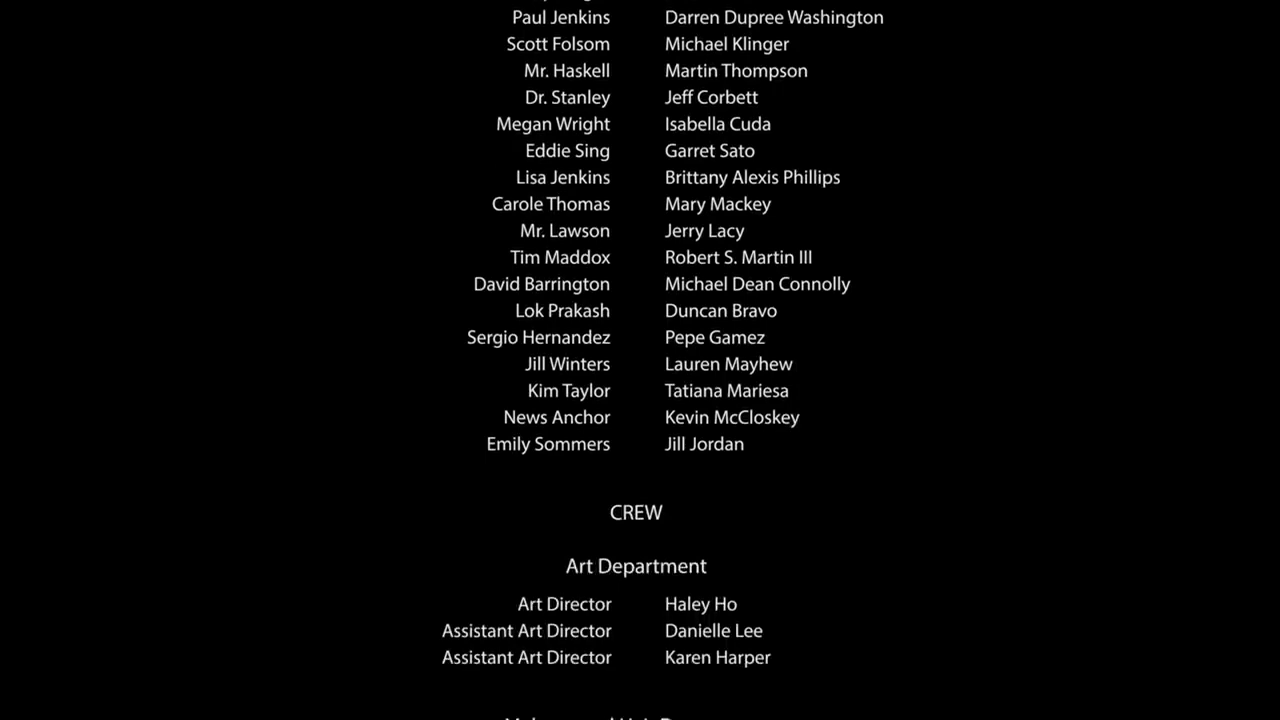 Paul Jenkins Darren Dupree Washington
Scott Folsom Michael Klinger
Mr. Haskell Martin Thompson
Dr. Stanley Jeff Corbett
Megan Wright Isabella Cuda
Eddie Sing Garret Sato
Lisa Jenkins Brittany Alexis Phillips
Carole Thomas Mary Mackey
Mr. Lawson Jerry Lacy
Tim Maddox Robert S. Martin III
David Barrington Michael Dean Connolly
Lok Prakash Duncan Bravo
Sergio Hernandez Pepe Gamez
Jill Winters Lauren Mayhew
Kim Taylor Tatiana Mariesa
News Anchor Kevin McCloskey
Emily Sommers Jill Jordan
CREW
Art Department
Art Director Haley Ho
Assistant Art Director Danielle Lee
Assistant Art Director Karen Harper